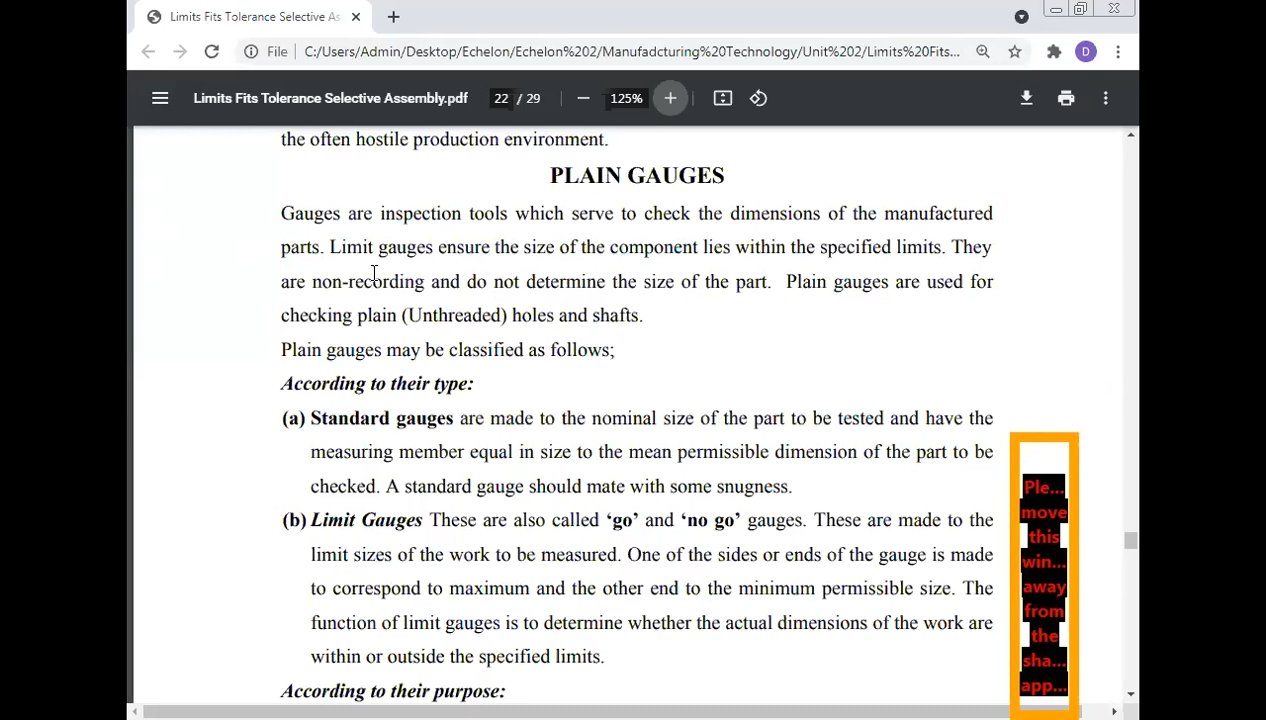 Limits Fits Tolerance Selective As
File C:/Users/Admin/Desktop/Echelon/Echelon%202/Manufadcturing%20Technology/Unit%202/Limits%20Fits...
D
Limits Fits Tolerance Selective Assembly.pdf 22 / 29 125%
the often hostile production environment.
PLAIN GAUGES
Gauges are inspection tools which serve to check the dimensions of the manufactured
parts. Limit gauges ensure the size of the component lies within the specified limits. They
are non-recording and do not determine the size of the part. Plain gauges are used for
checking plain (Unthreaded) holes and shafts.
Plain gauges may be classified as follows;
According to their type:
(a) Standard gauges are made to the nominal size of the part to be tested and have the
measuring member equal in size to the mean permissible dimension of the part to be
checked. A standard gauge should mate with some snugness.
(b) Limit Gauges These are also called ‘go’ and ‘no go’ gauges. These are made to the
limit sizes of the work to be measured. One of the sides or ends of the gauge is made
to correspond to maximum and the other end to the minimum permissible size. The
function of limit gauges is to determine whether the actual dimensions of the work are
within or outside the specified limits.
According to their purpose:
Ple...
move
this
win...
away
from
the
sha...
app...